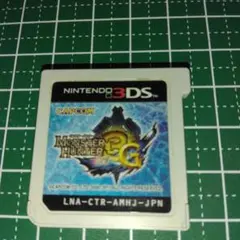 NINTENDO 3DS
CAPCOM
MONSTER HUNTER 3G
LNA-CTR-AMHJ-JPN